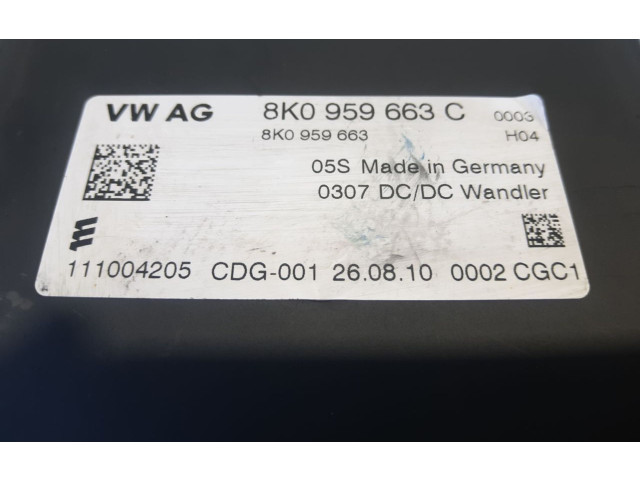 VW AG 8K0 959 663 C 0003
8K0 959 663 H04
05S Made in Germany
0307 DC/DC Wandler
111004205 CDG-001 26.08.10 0002 CGC1